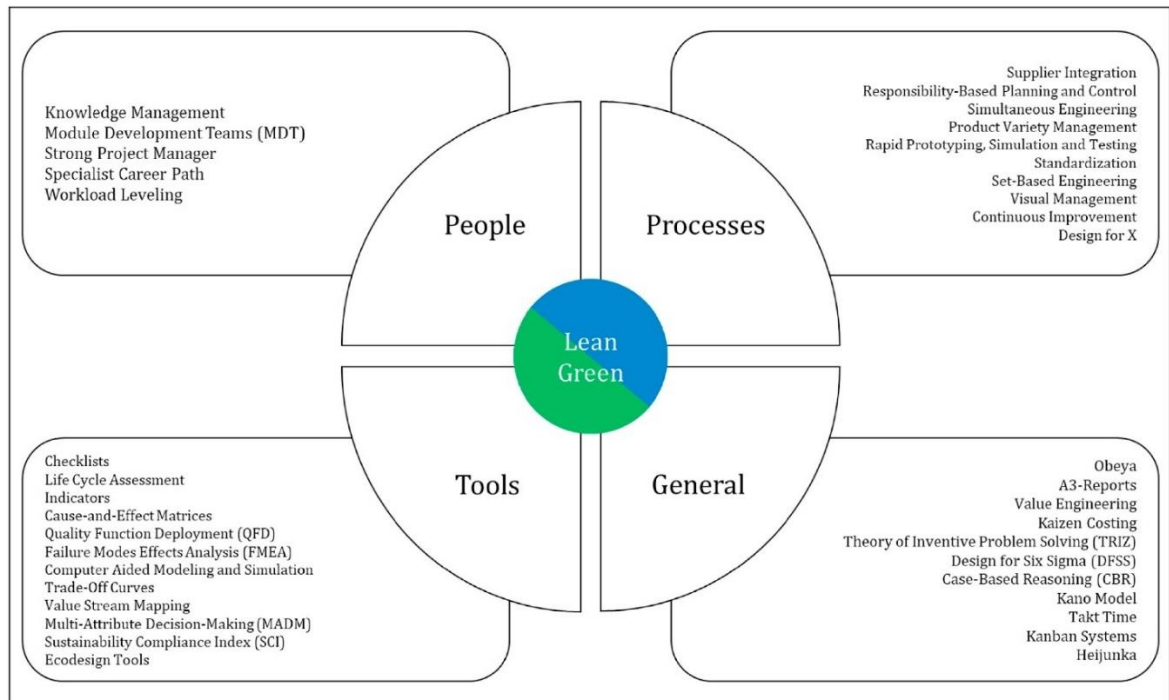 Knowledge Management
Module Development Teams (MDT)
Strong Project Manager
Specialist Career Path
Workload Leveling
Supplier Integration
Responsibility-Based Planning and Control
Simultaneous Engineering
Product Variety Management
Rapid Prototyping, Simulation and Testing
Standardization
Set-Based Engineering
Visual Management
Continuous Improvement
Design for X
People
Processes
Lean
Green
Tools
General
Checklists
Life Cycle Assessment
Indicators
Cause-and-Effect Matrices
Quality Function Deployment (QFD)
Failure Modes Effects Analysis (FMEA)
Computer Aided Modeling and Simulation
Trade-Off Curves
Value Stream Mapping
Multi-Attribute Decision-Making (MADM)
Sustainability Compliance Index (SCI)
Ecodesign Tools
Obeya
A3-Reports
Value Engineering
Kaizen Costing
Theory of Inventive Problem Solving (TRIZ)
Design for Six Sigma (DFSS)
Case-Based Reasoning (CBR)
Kano Model
Takt Time
Kanban Systems
Heijunka